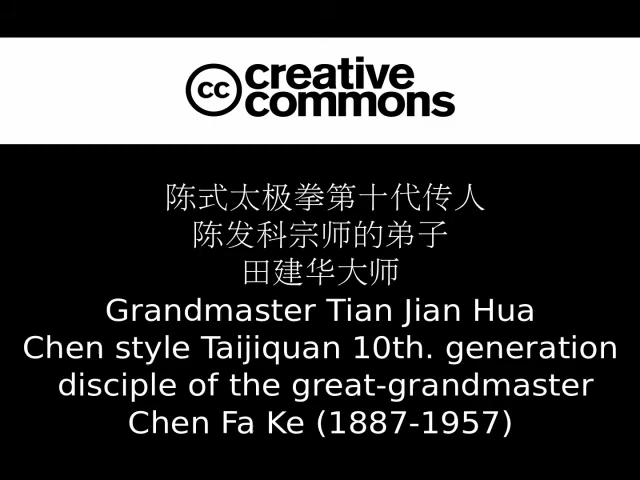 cc creative
commons
陈式太极拳第十代传人
陈发科宗师的弟子
田建华大师
Grandmaster Tian Jian Hua
Chen style Taijiquan 10th. generation
disciple of the great-grandmaster
Chen Fa Ke (1887-1957)